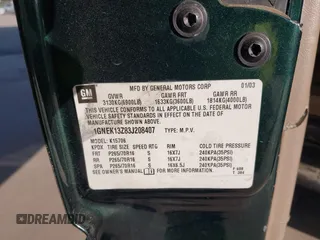 GM
MFD BY GENERAL MOTORS CORP 01/03
GVWR GAWR FRT GAWR RR
3130KG(6900LB) 1633KG(3600LB) 1814KG(4000LB)
THIS VEHICLE CONFORMS TO ALL APPLICABLE U.S. FEDERAL MOTOR
VEHICLE SAFETY STANDARDS IN EFFECT ON THE DATE OF
MANUFACTURE SHOWN ABOVE.
1GNEK13Z83J208407 TYPE: M.P.V.
MODEL: K15706
TIRE SIZE SPEED RTG RIM COLD TIRE PRESSURE
FRT P265/70R16 S 16X7J 240KPA(35PSI)
RR P265/70R16 S 16X7J 240KPA(35PSI)
SPA P265/70R16 S 240KPA(35PSI)
SEE OWNER'S MANUAL FOR ADDITIONAL INFORMATION.
DREAMBID.COM